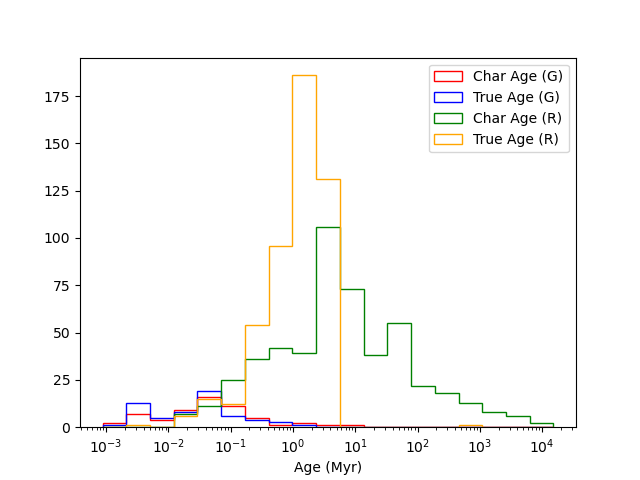 175
150
125
100
75
50
25
0
10⁻³ 10⁻² 10⁻¹ 10⁰ 10¹ 10² 10³ 10⁴
Age (Myr)
Char Age (G)
True Age (G)
Char Age (R)
True Age (R)